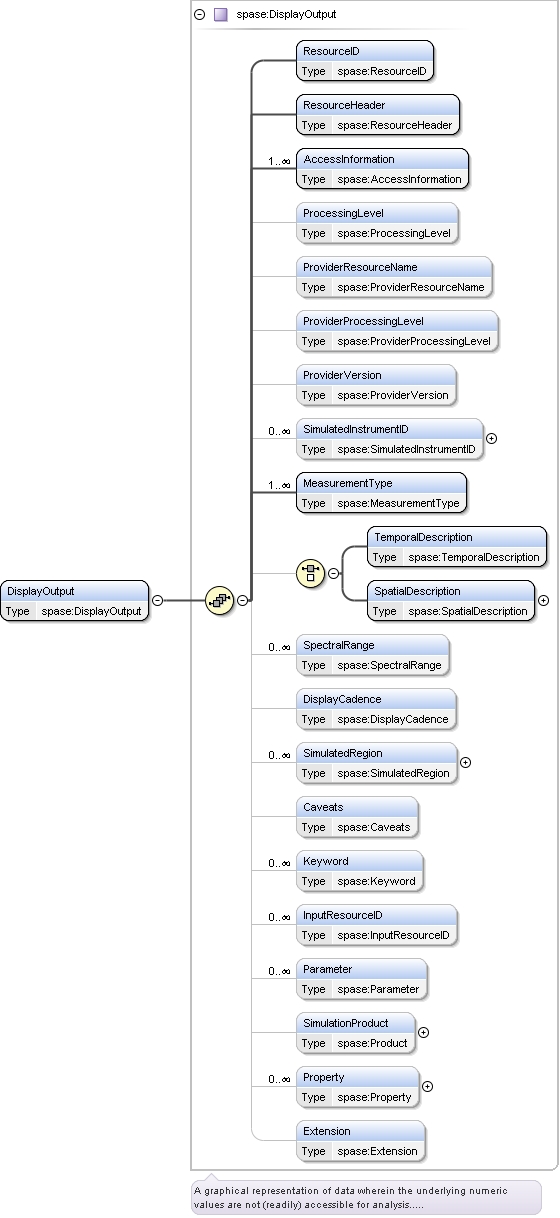 spase:DisplayOutput
ResourceID
Type spase:ResourceID
ResourceHeader
Type spase:ResourceHeader
1..∞
AccessInformation
Type spase:AccessInformation
ProcessingLevel
Type spase:ProcessingLevel
ProviderResourceName
Type spase:ProviderResourceName
ProviderProcessingLevel
Type spase:ProviderProcessingLevel
ProviderVersion
Type spase:ProviderVersion
0..∞
SimulatedInstrumentID
Type spase:SimulatedInstrumentID
1..∞
MeasurementType
Type spase:MeasurementType
TemporalDescription
Type spase:TemporalDescription
DisplayOutput
Type spase:DisplayOutput
SpatialDescription
Type spase:SpatialDescription
0..∞
SpectralRange
Type spase:SpectralRange
DisplayCadence
Type spase:DisplayCadence
0..∞
SimulatedRegion
Type spase:SimulatedRegion
Caveats
Type spase:Caveats
0..∞
Keyword
Type spase:Keyword
0..∞
InputResourceID
Type spase:InputResourceID
0..∞
Parameter
Type spase:Parameter
SimulationProduct
Type spase:Product
0..∞
Property
Type spase:Property
Extension
Type spase:Extension
A graphical representation of data wherein the underlying numeric
values are not (readily) accessible for analysis.....